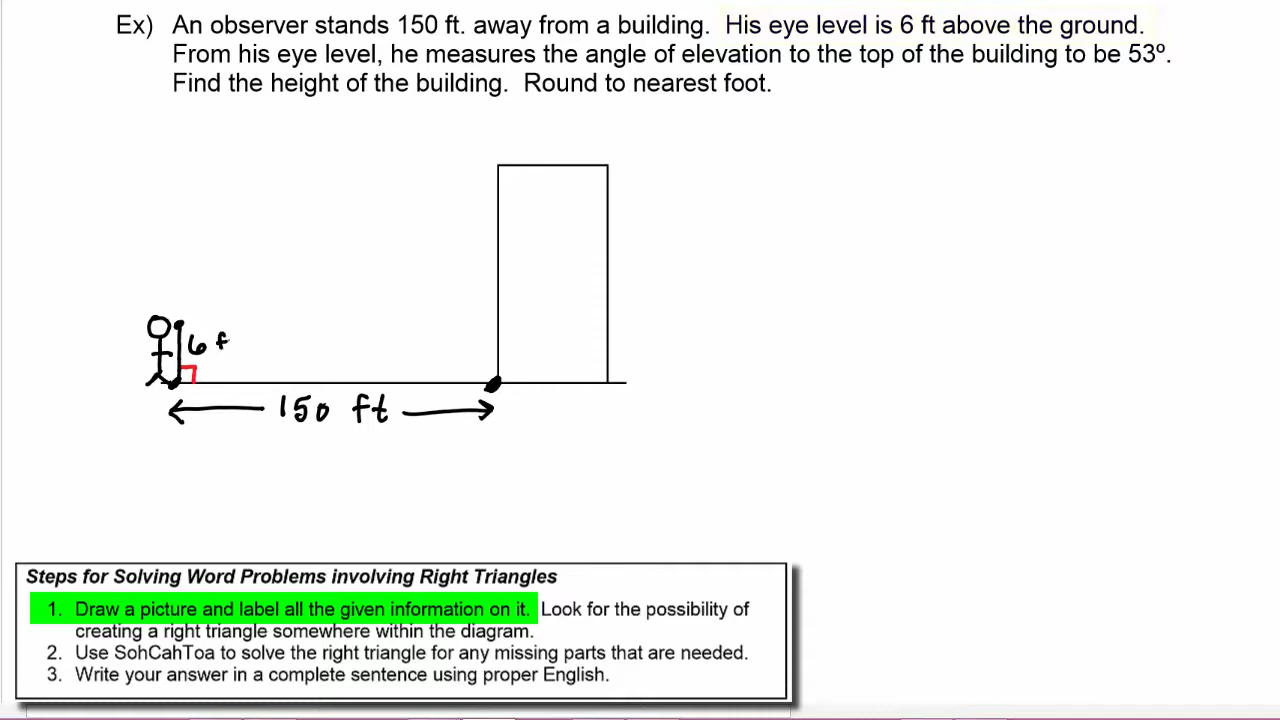 Ex) An observer stands 150 ft. away from a building. His eye level is 6 ft above the ground.
From his eye level, he measures the angle of elevation to the top of the building to be 53º.
Find the height of the building. Round to nearest foot.
6 f
150 ft
Steps for Solving Word Problems involving Right Triangles
1. Draw a picture and label all the given information on it. Look for the possibility of
creating a right triangle somewhere within the diagram.
2. Use SohCahToa to solve the right triangle for any missing parts that are needed.
3. Write your answer in a complete sentence using proper English.